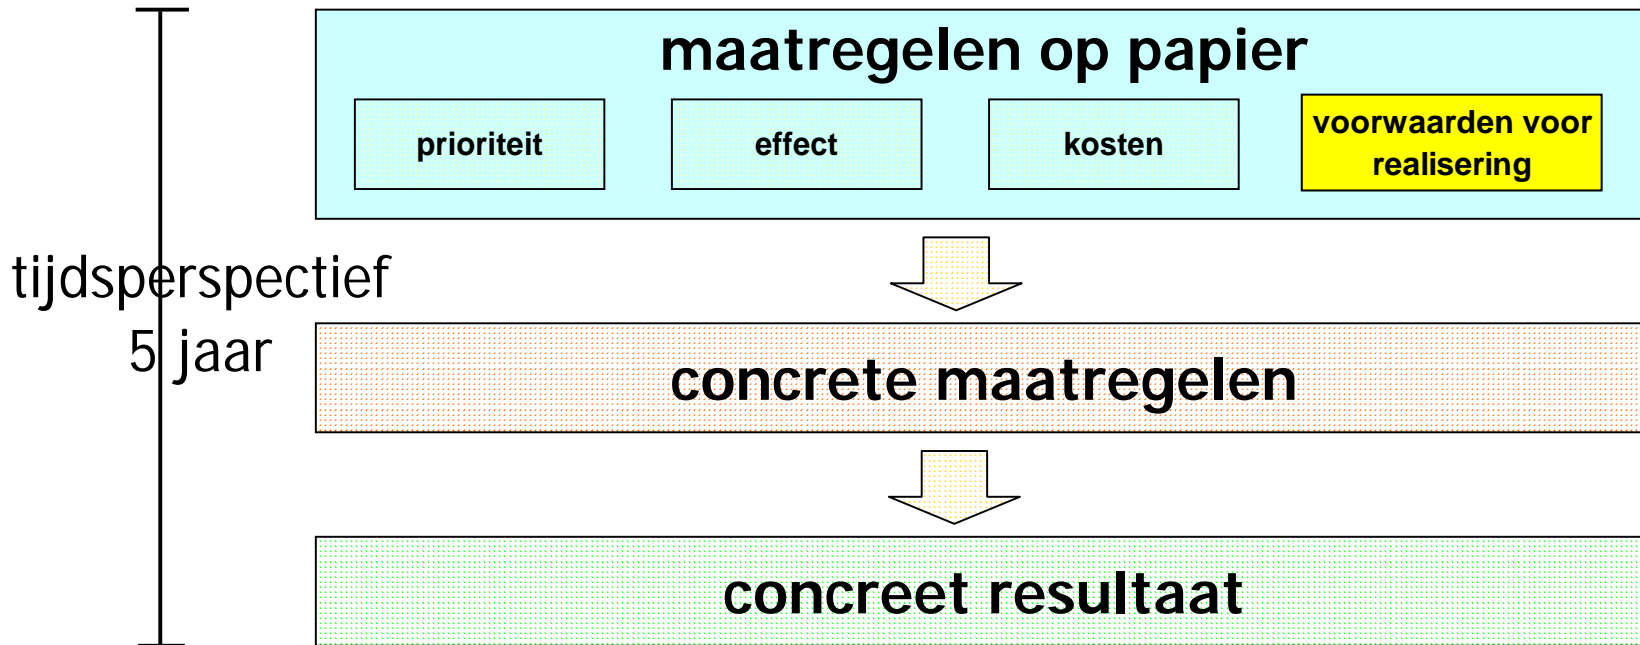 maatregelen op papier
prioriteit
effect
kosten
voorwaarden voor
realisering
tijdsperspectief
5 jaar
concrete maatregelen
concreet resultaat